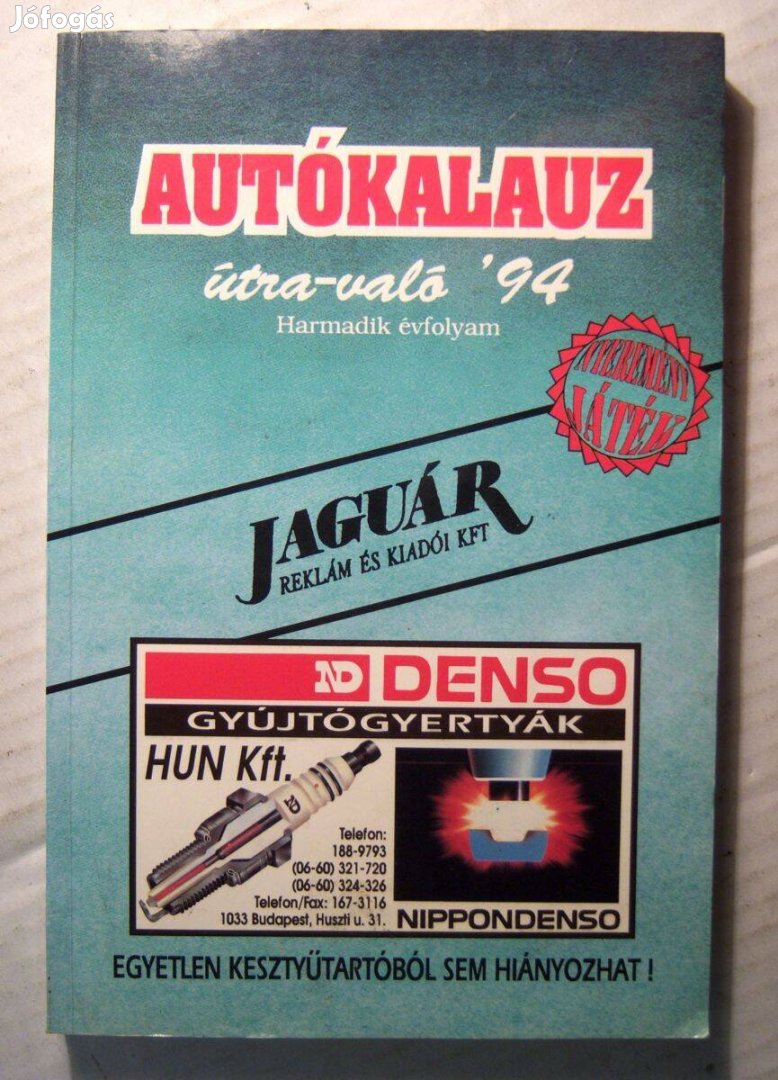 Jófogás
AUTÓKALAUZ
útra-való '94
Harmadik évfolyam
NYEREMÉNY
JÁTÉK
JAGUÁR
REKLÁM ÉS KIADÓI KFT
ND DENSO
GYÚJTÓGYERTYÁK
HUN Kft.
ND
Telefon:
188-9793
(06-60) 321-720
(06-60) 324-326
Telefon/Fax: 167-3116
1033 Budapest, Huszti u. 31.
NIPPONDENSO
EGYETLEN KESZTYŰTARTÓBÓL SEM HIÁNYOZHAT !